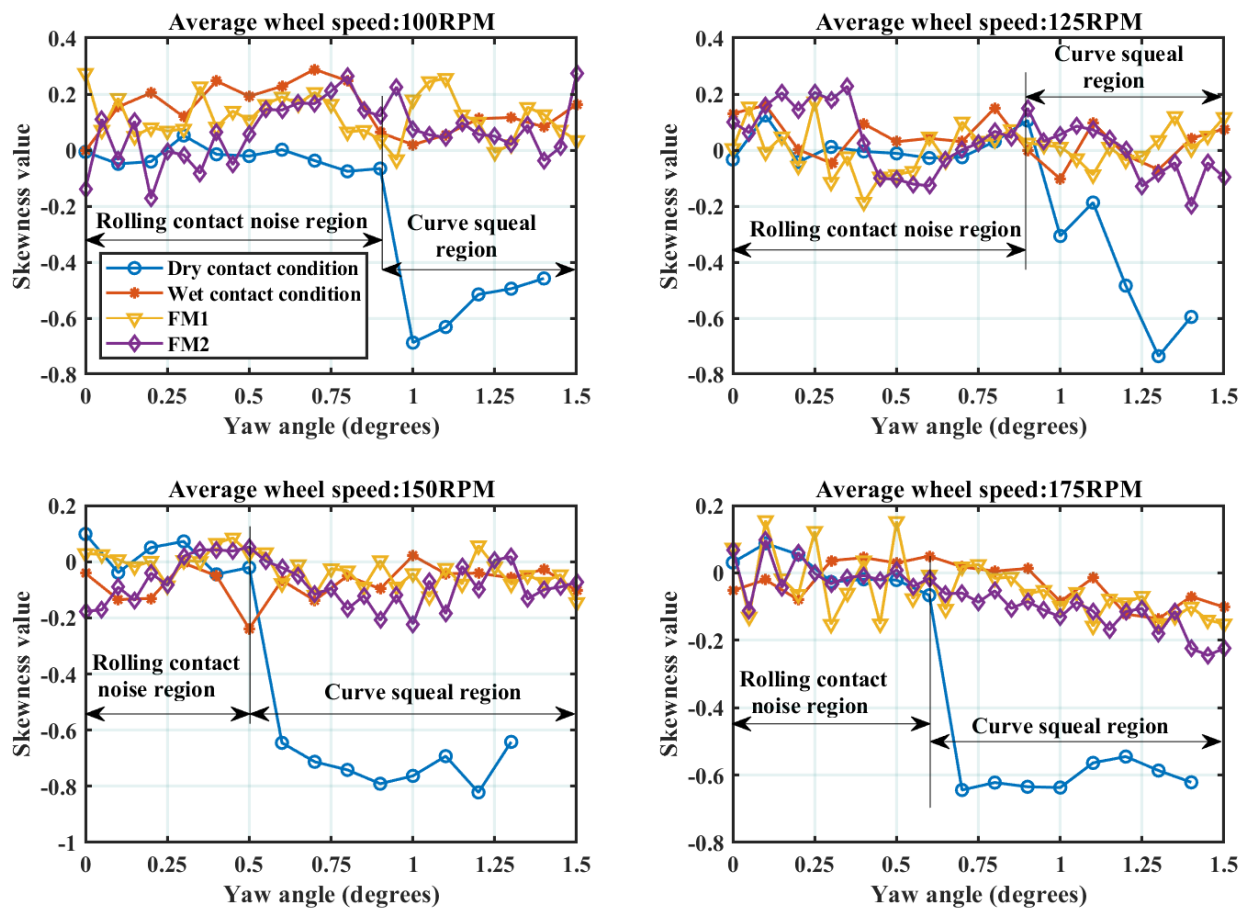 Average wheel speed:100RPM
0.4
0.2
0
-0.2
-0.4
-0.6
-0.8
Skewness value
Rolling contact noise region
Curve squeal
region
Dry contact condition
Wet contact condition
FM1
FM2
0 0.25 0.5 0.75 1 1.25 1.5
Yaw angle (degrees)
Average wheel speed:125RPM
0.4
0.2
0
-0.2
-0.4
-0.6
-0.8
Skewness value
Curve squeal
region
Rolling contact noise region
0 0.25 0.5 0.75 1 1.25 1.5
Yaw angle (degrees)
Average wheel speed:150RPM
0.2
0
-0.2
-0.4
-0.6
-0.8
-1
Skewness value
Rolling contact
noise region
Curve squeal region
0 0.25 0.5 0.75 1 1.25 1.5
Yaw angle (degrees)
Average wheel speed:175RPM
0.2
0
-0.2
-0.4
-0.6
-0.8
Skewness value
Rolling contact
noise region
Curve squeal region
0 0.25 0.5 0.75 1 1.25 1.5
Yaw angle (degrees)